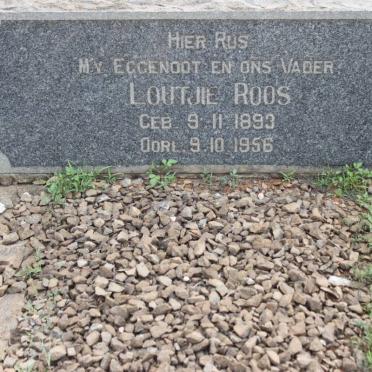 HIER RUS
MY EGGENOOT EN ONS VADER
LOUTJIE ROOS
GEB. 9.11.1893
OORL. 9.10.1956